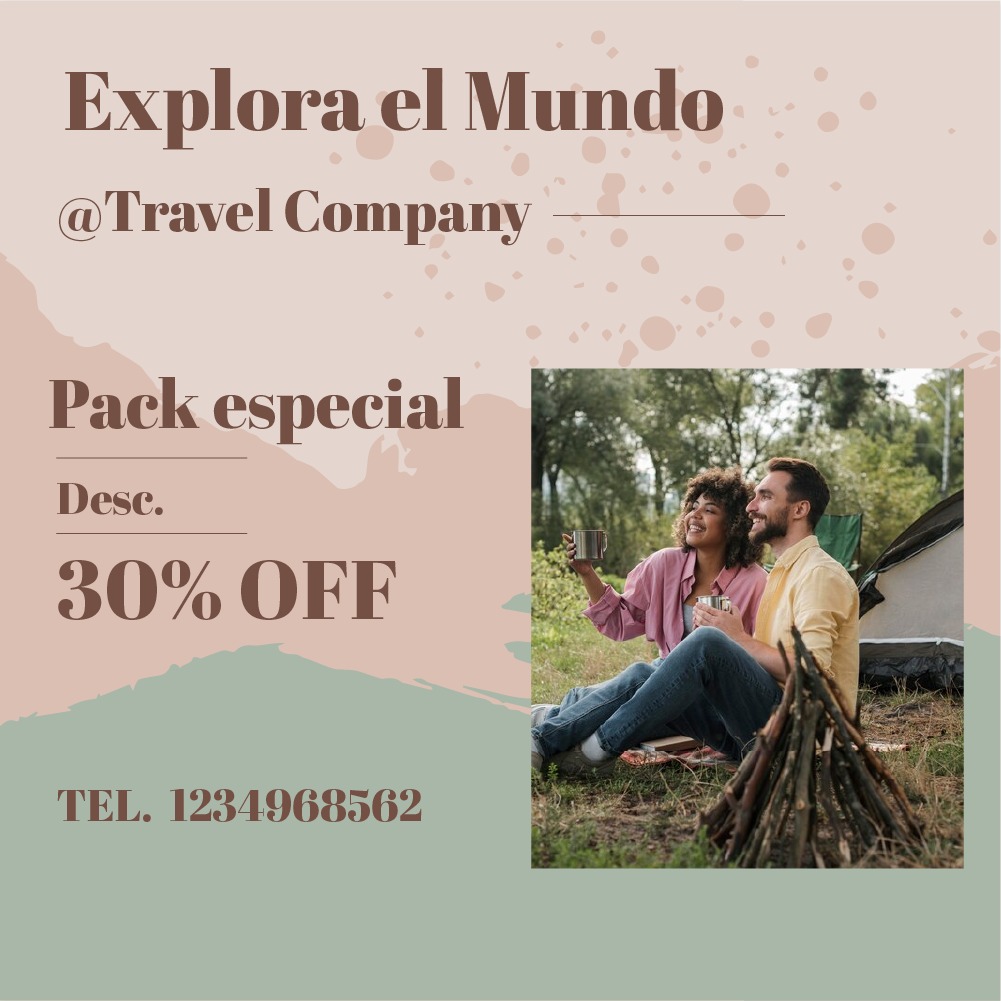 Explora el Mundo
@Travel Company
Pack especial
Desc.
30% OFF
TEL. 1234968562